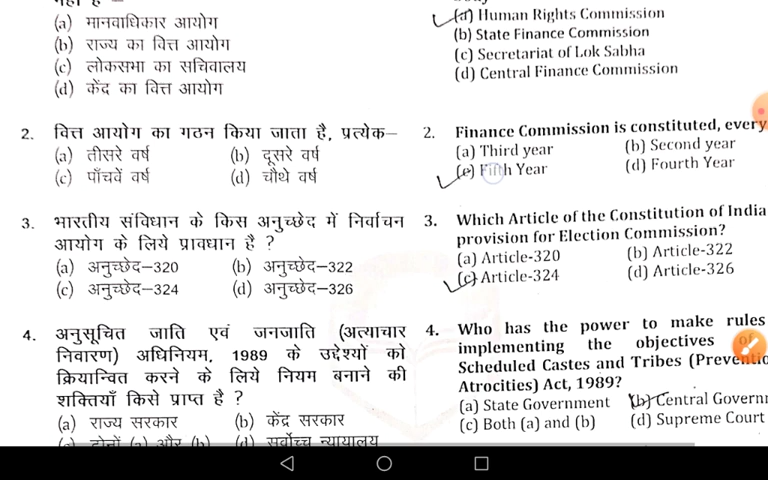 (a) मानवाधिकार आयोग
(b) राज्य का वित्त आयोग
(c) लोकसभा का सचिवालय
(d) केंद का वित्त आयोग
2. वित्त आयोग का गठन किया जाता है, प्रत्येक–
(a) तीसरे वर्ष (b) दूसरे वर्ष
(c) पाँचवें वर्ष (d) चौथे वर्ष
3. भारतीय संविधान के किस अनुच्छेद में निर्वाचन
आयोग के लिये प्रावधान है ?
(a) अनुच्छेद–320 (b) अनुच्छेद–322
(c) अनुच्छेद–324 (d) अनुच्छेद–326
4. अनुसूचित जाति एवं जनजाति (अत्याचार
निवारण) अधिनियम, 1989 के उद्देश्यों को
क्रियान्वित करने के लिये नियम बनाने की
शक्तियाँ किसे प्राप्त है ?
(a) राज्य सरकार (b) केंद्र सरकार
(c) दोनों (a) और (b) (d) सर्वोच्च न्यायालय
(a) Human Rights Commission
(b) State Finance Commission
(c) Secretariat of Lok Sabha
(d) Central Finance Commission
2. Finance Commission is constituted, every
(a) Third year (b) Second year
(c) Fifth Year (d) Fourth Year
3. Which Article of the Constitution of India
provision for Election Commission?
(a) Article-320 (b) Article-322
(c) Article-324 (d) Article-326
4. Who has the power to make rules
implementing the objectives of
Scheduled Castes and Tribes
Atrocities) Act, 1989?
(a) State Government (b) Central
(c) Both (a) and (b) (d) Supreme Court